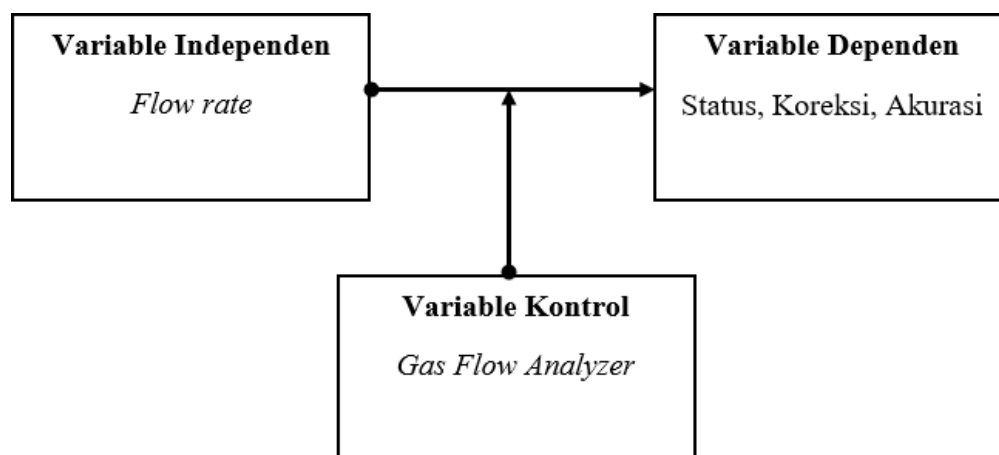 Variable Independen
Flow rate
Variable Dependen
Status, Koreksi, Akurasi
Variable Kontrol
Gas Flow Analyzer